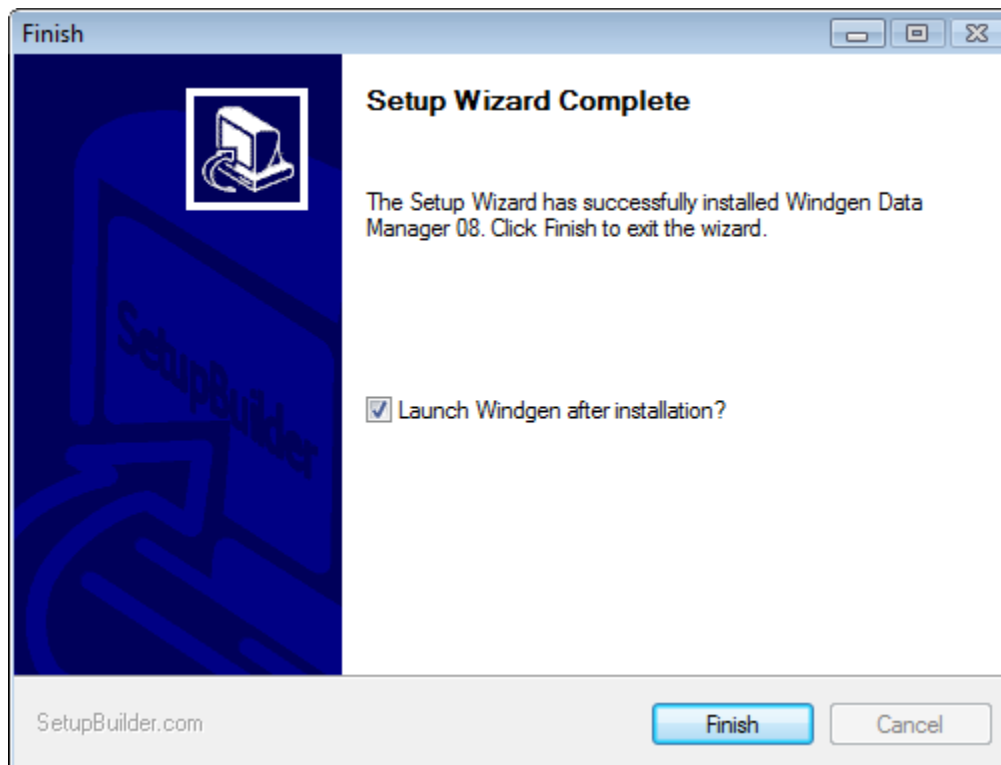 Finish
Setup Wizard Complete
The Setup Wizard has successfully installed Windgen Data
Manager 08. Click Finish to exit the wizard.
SetupBuilder
Launch Windgen after installation?
SetupBuilder.com
Finish
Cancel